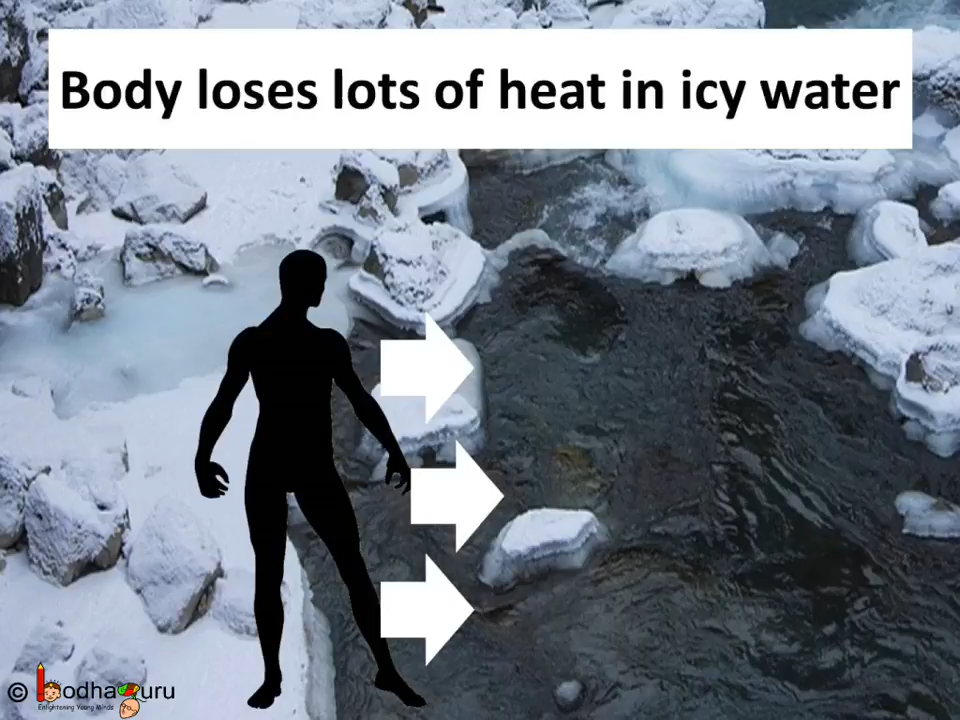 Body loses lots of heat in icy water
© bodhaguru
Enlightening Young Minds